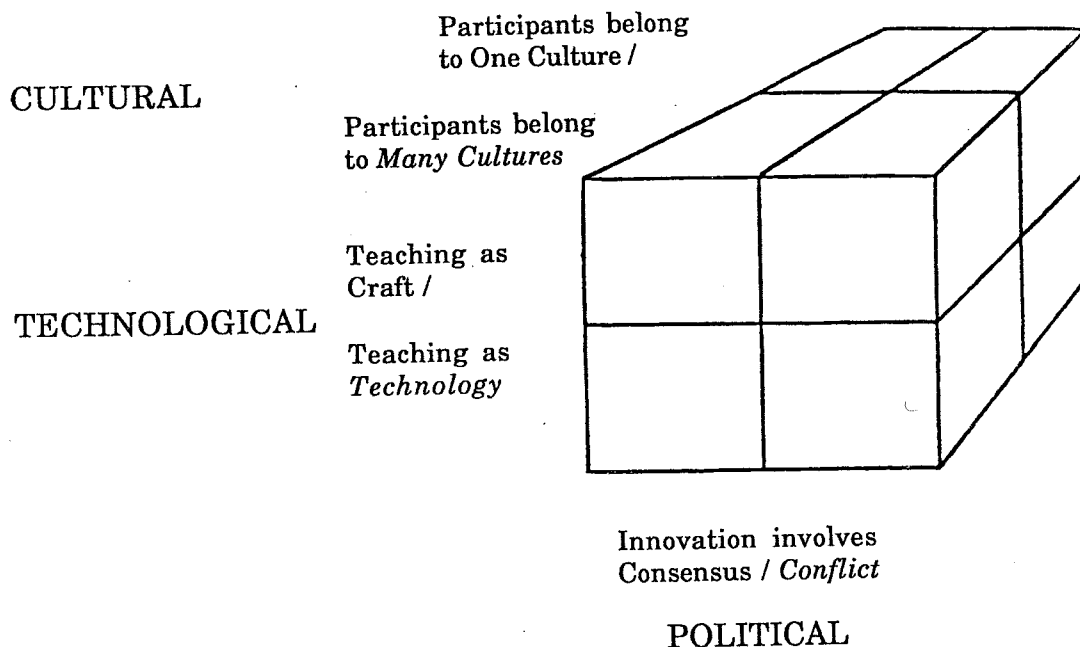 Participants belong
to One Culture /
CULTURAL
Participants belong
to Many Cultures
Teaching as
Craft /
TECHNOLOGICAL
Teaching as
Technology
Innovation involves
Consensus / Conflict
POLITICAL